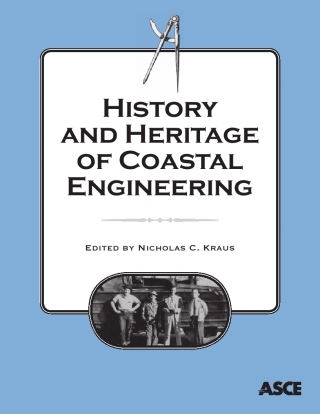 HISTORY
AND HERITAGE
OF COASTAL
ENGINEERING
EDITED BY NICHOLAS C. KRAUS
ASCE